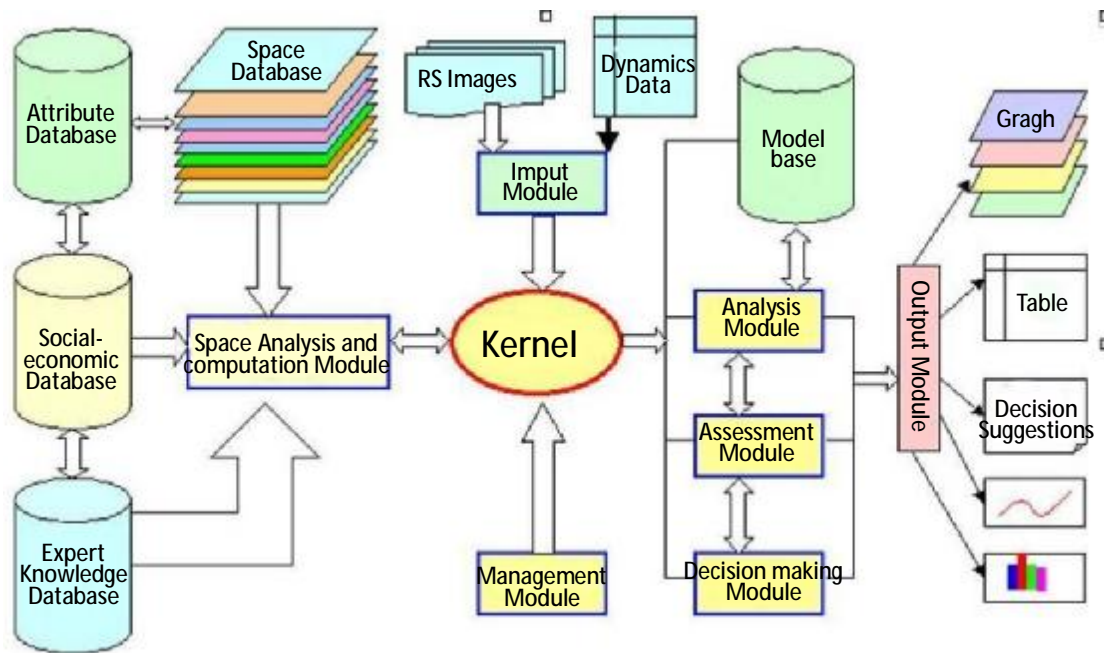 Attribute
Database
Space
Database
RS Images
Dynamics
Data
Imput
Module
Model
base
Gragh
Social-
economic
Database
Space Analysis and
computation Module
Kernel
Analysis
Module
Output Module
Table
Assessment
Module
Decision
Suggestions
Expert
Knowledge
Database
Management
Module
Decision making
Module